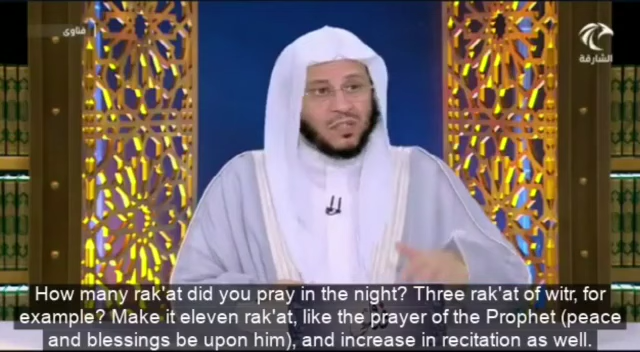 فتاوى
الشارقة
How many rak'at did you pray in the night? Three rak'at of witr, for
example? Make it eleven rak'at, like the prayer of the Prophet (peace
and blessings be upon him), and increase in recitation as well.